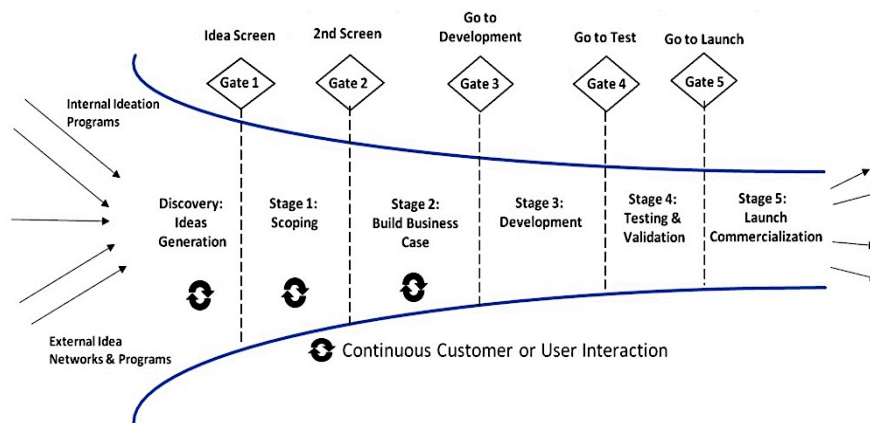 Idea Screen
2nd Screen
Go to
Development
Go to Test
Go to Launch
Gate 1
Gate 2
Gate 3
Gate 4
Gate 5
Internal Ideation
Programs
Discovery:
Ideas
Generation
Stage 1:
Scoping
Stage 2:
Build Business
Case
Stage 3:
Development
Stage 4:
Testing &
Validation
Stage 5:
Launch
Commercialization
External Idea
Networks & Programs
Continuous Customer or User Interaction